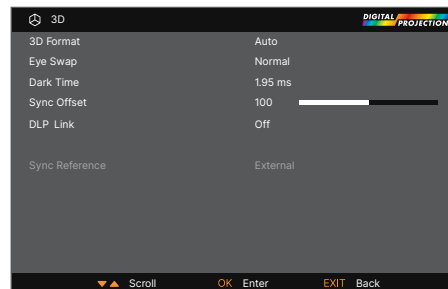 3D
DIGITAL PROJECTION
3D Format Auto
Eye Swap Normal
Dark Time 1.95 ms
Sync Offset 100
DLP Link Off
Sync Reference External
Scroll OK Enter EXIT Back